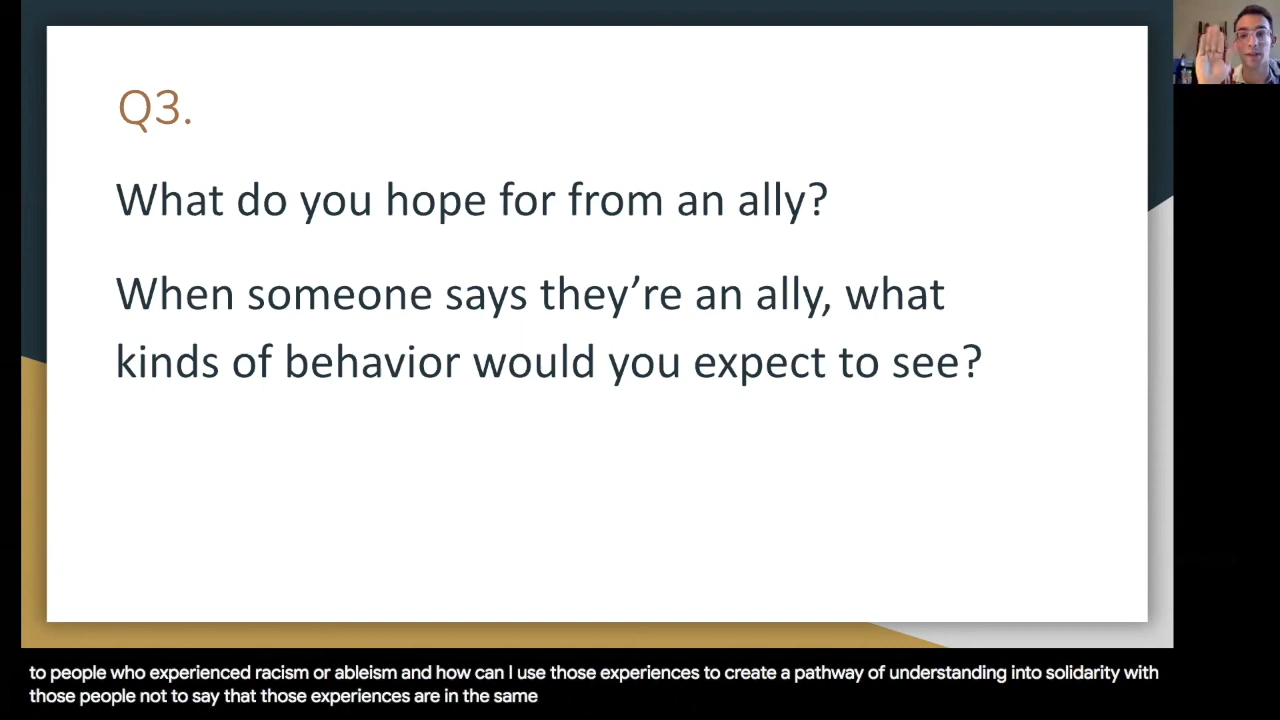 Q3.
What do you hope for from an ally?
When someone says they’re an ally, what
kinds of behavior would you expect to see?
to people who experienced racism or ableism and how can I use those experiences to create a pathway of understanding into solidarity with
those people not to say that those experiences are in the same